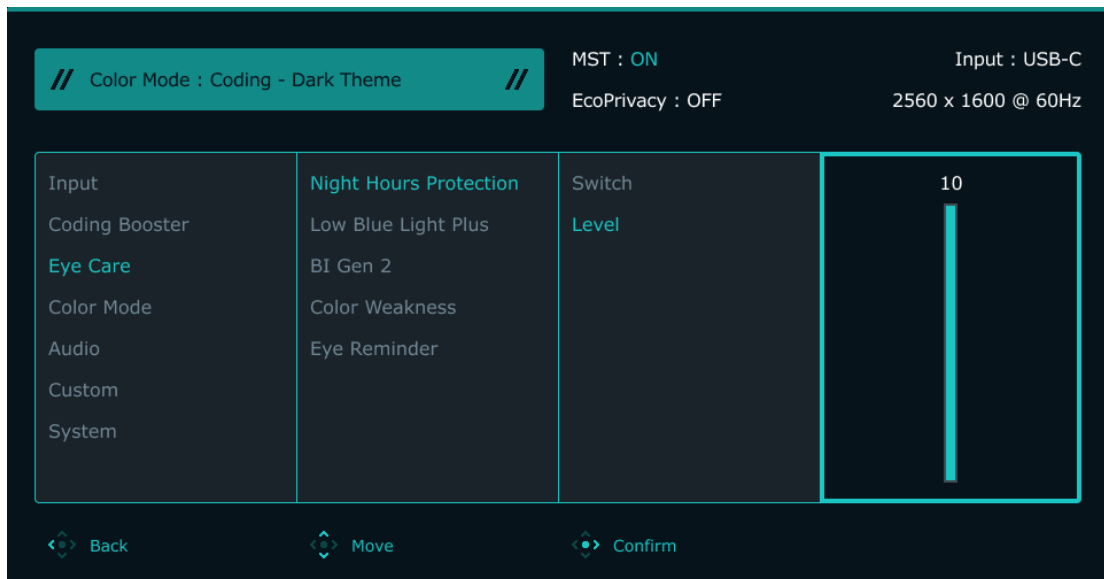 Color Mode : Coding - Dark Theme
MST : ON
Input : USB-C
EcoPrivacy : OFF
2560 x 1600 @ 60Hz
Input
Coding Booster
Eye Care
Color Mode
Audio
Custom
System
Night Hours Protection
Low Blue Light Plus
BI Gen 2
Color Weakness
Eye Reminder
Switch
Level
10
Back
Move
Confirm